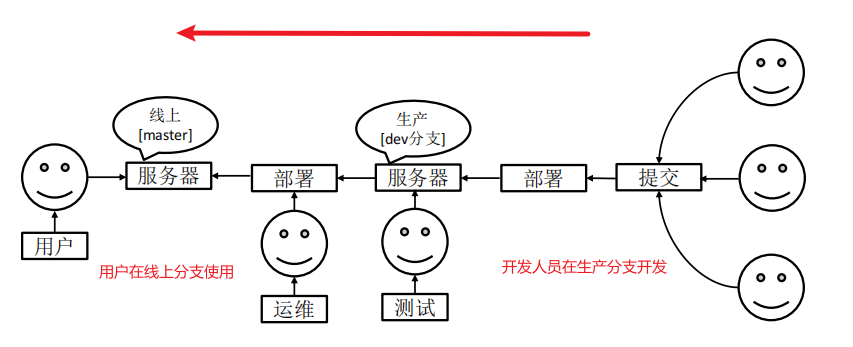 线上
[master]
生产
[dev分支]
服务器
部署
服务器
部署
提交
用户
用户在线上分支使用
开发人员在生产分支开发
运维
测试